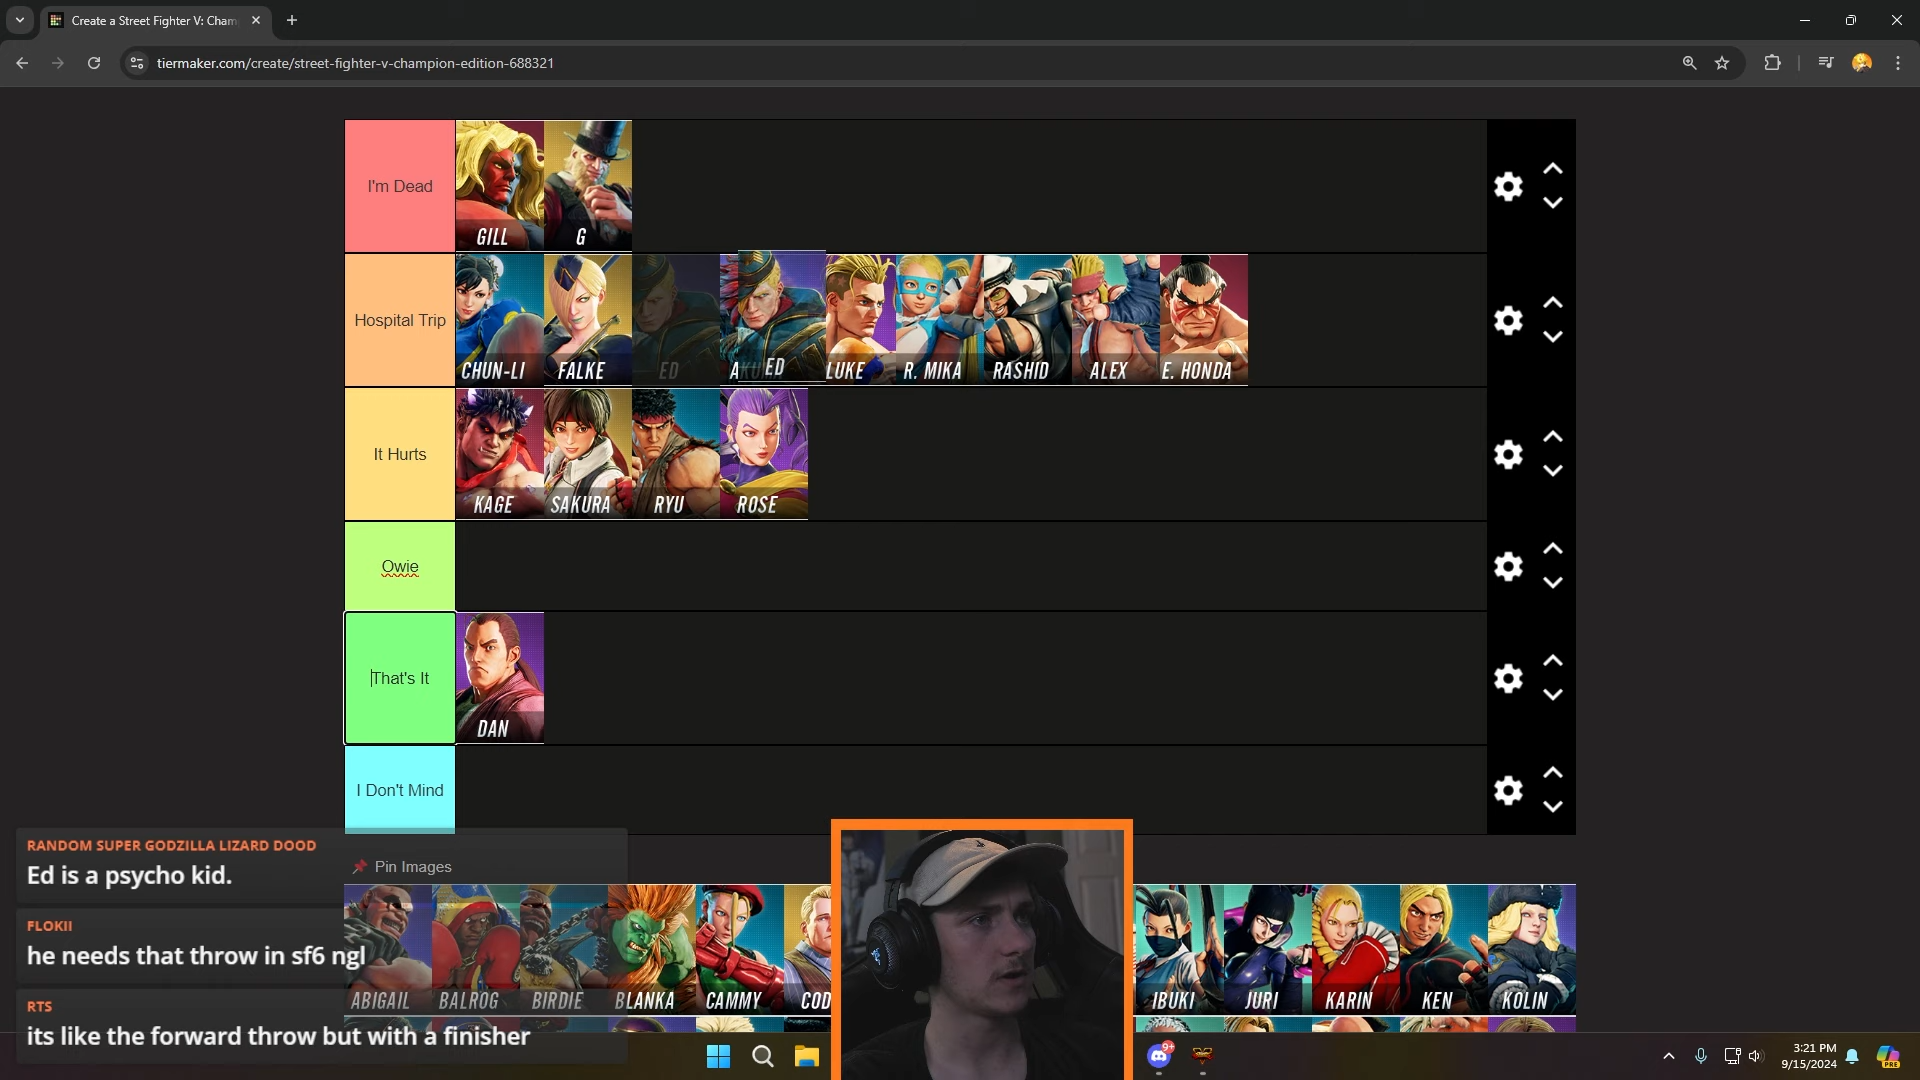 Create a Street Fighter V: Cham
tiermaker.com/create/street-fighter-v-champion-edition-688321
I'm Dead
GILL
G
Hospital Trip
CHUN-LI
FALKE
ED
ED
LUKE
R. MIKA
RASHID
ALEX
E. HONDA
It Hurts
KAGE
SAKURA
RYU
ROSE
Owie
That's It
DAN
I Don't Mind
Pin Images
ABIGAIL
BALROG
BIRDIE
BLANKA
CAMMY
COD
IBUKI
JURI
KARIN
KEN
KOLIN
RANDOM SUPER GODZILLA LIZARD DOOD
Ed is a psycho kid.
FLOKII
he needs that throw in sf6 ngl
RTS
its like the forward throw but with a finisher
9+
3:21 PM
9/15/2024
PRE